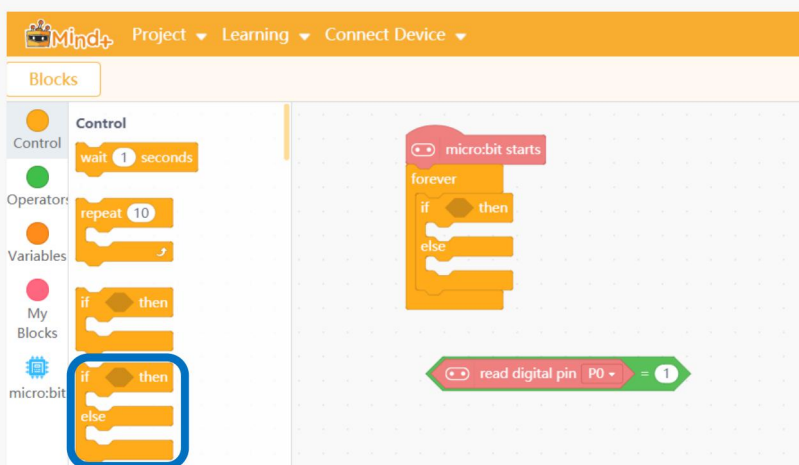 Mind+ Project Learning Connect Device
Blocks
Control
Operators
Variables
My
Blocks
micro:bit
Control
wait 1 seconds
repeat 10
if then
if then
else
micro:bit starts
forever
if then
else
read digital pin P0 = 1